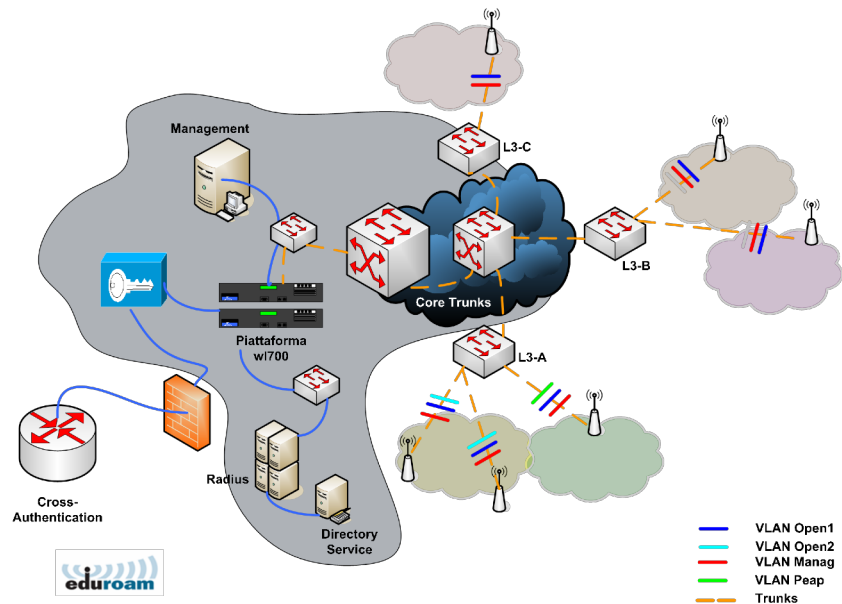 Management
L3-C
L3-B
Core Trunks
Piattaforma
wl700
L3-A
Radius
Cross-
Authentication
Directory
Service
eduroam
VLAN Open1
VLAN Open2
VLAN Manag
VLAN Peap
Trunks